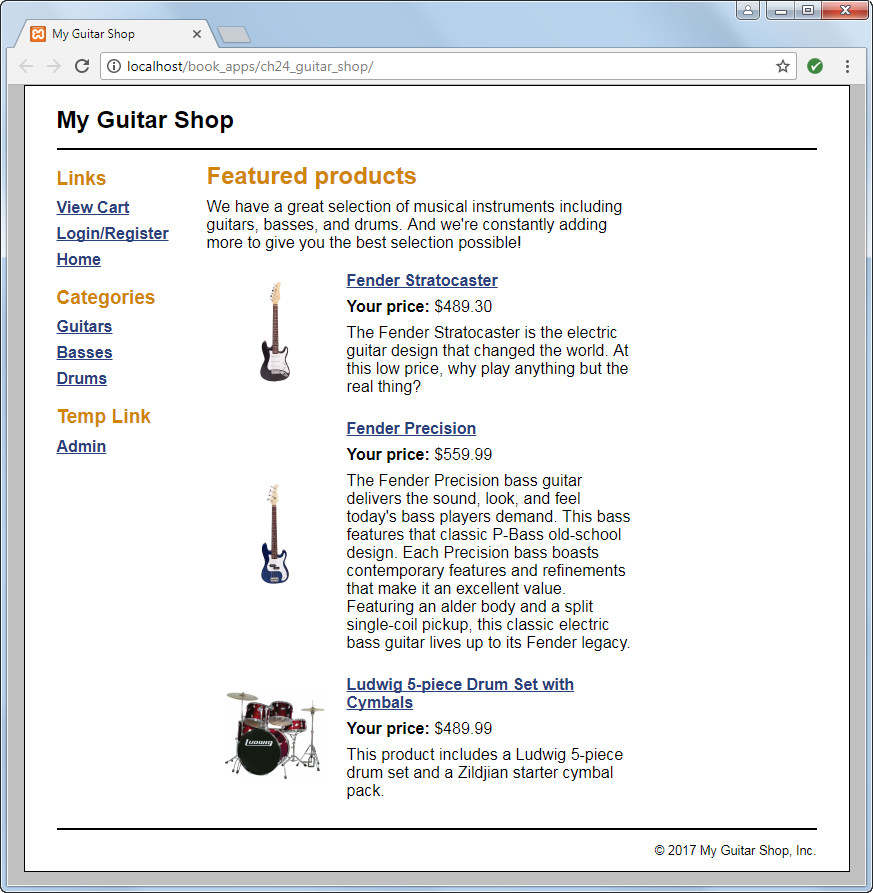 My Guitar Shop
localhost/book_apps/ch24_guitar_shop/
My Guitar Shop
Links
View Cart
Login/Register
Home
Categories
Guitars
Basses
Drums
Temp Link
Admin
Featured products
We have a great selection of musical instruments including
guitars, basses, and drums. And we're constantly adding
more to give you the best selection possible!
Fender Stratocaster
Your price: $489.30
The Fender Stratocaster is the electric
guitar design that changed the world. At
this low price, why play anything but the
real thing?
Fender Precision
Your price: $559.99
The Fender Precision bass guitar
delivers the sound, look, and feel
today's bass players demand. This bass
features that classic P-Bass old-school
design. Each Precision bass boasts
contemporary features and refinements
that make it an excellent value.
Featuring an alder body and a split
single-coil pickup, this classic electric
bass guitar lives up to its Fender legacy.
Ludwig
Ludwig 5-piece Drum Set with
Cymbals
Your price: $489.99
This product includes a Ludwig 5-piece
drum set and a Zildjian starter cymbal
pack.
© 2017 My Guitar Shop, Inc.